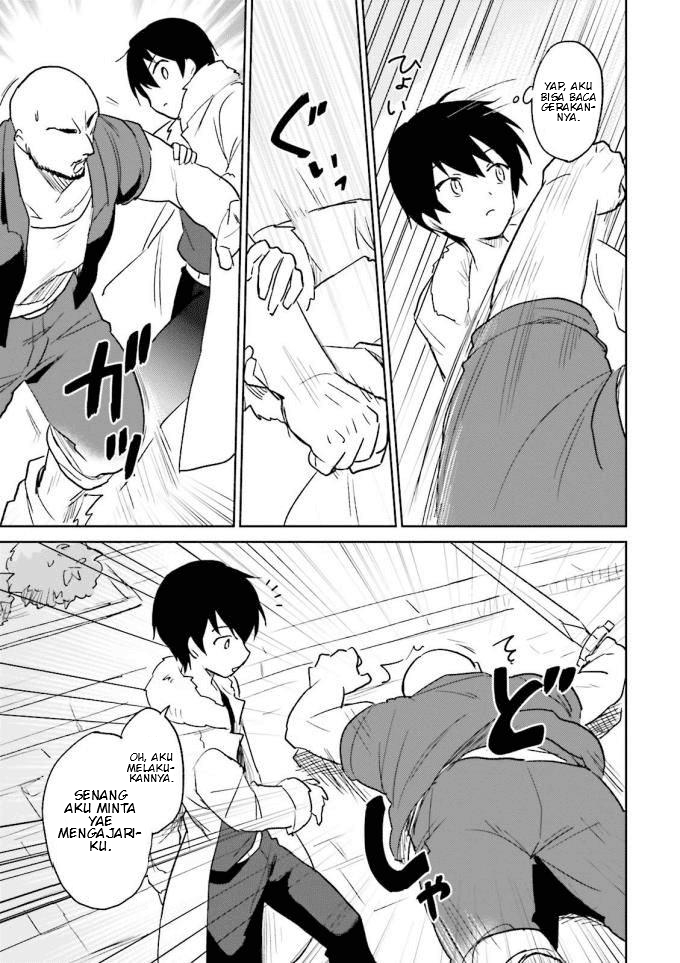 YAP, AKU
BISA BACA
GERAKAN-
NYA.
ひょい
ぐい
ガッ
OH, AKU
MELAKU-
KANNYA.
SENANG
AKU MINTA
YAE
MENGAJARI-
KU.
どしゃ